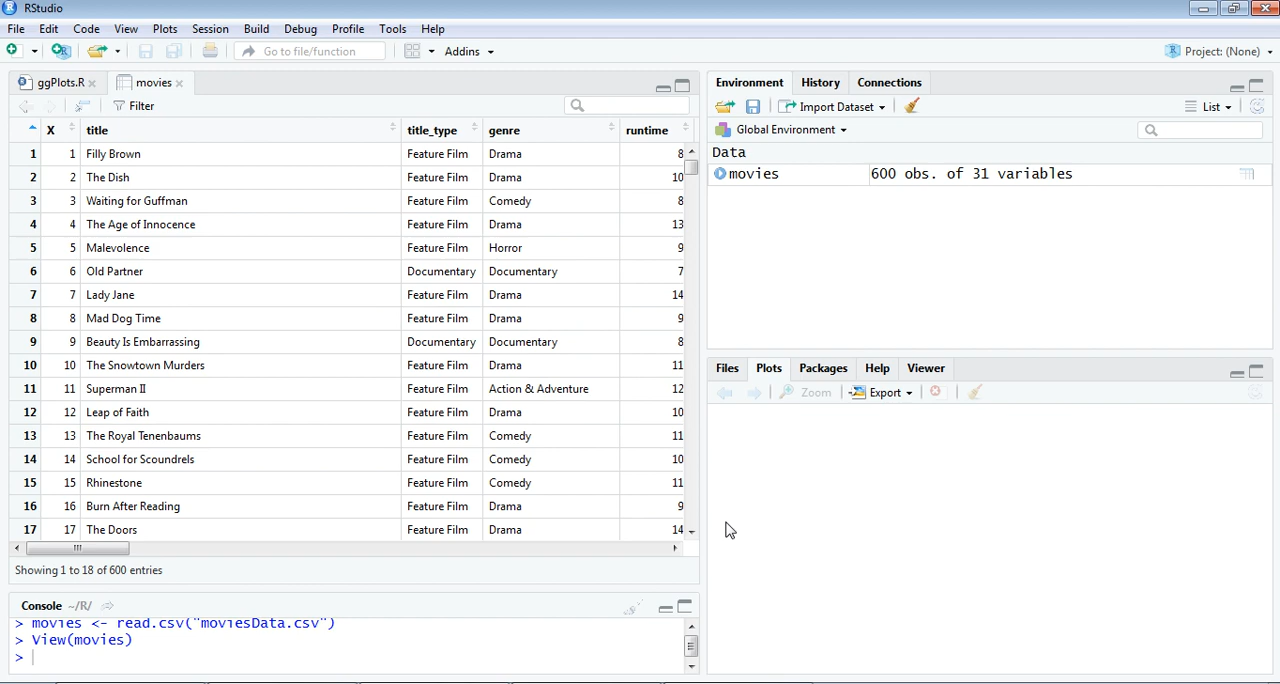 RStudio
File Edit Code View Plots Session Build Debug Profile Tools Help
Go to file/function Addins Project: (None)
ggPlots.R movies
Filter
X title title_type genre runtime
1 1 Filly Brown Feature Film Drama 8
2 2 The Dish Feature Film Drama 10
3 3 Waiting for Guffman Feature Film Comedy 8
4 4 The Age of Innocence Feature Film Drama 13
5 5 Malevolence Feature Film Horror 9
6 6 Old Partner Documentary Documentary 7
7 7 Lady Jane Feature Film Drama 14
8 8 Mad Dog Time Feature Film Drama 9
9 9 Beauty Is Embarrassing Documentary Documentary 8
10 10 The Snowtown Murders Feature Film Drama 11
11 11 Superman II Feature Film Action & Adventure 12
12 12 Leap of Faith Feature Film Drama 10
13 13 The Royal Tenenbaums Feature Film Comedy 11
14 14 School for Scoundrels Feature Film Comedy 10
15 15 Rhinestone Feature Film Comedy 11
16 16 Burn After Reading Feature Film Drama 9
17 17 The Doors Feature Film Drama 14
Showing 1 to 18 of 600 entries
Console ~/R/
> movies <- read.csv("moviesData.csv")
> View(movies)
>
Environment History Connections
Import Dataset List
Global Environment
Data
movies 600 obs. of 31 variables
Files Plots Packages Help Viewer
Zoom Export